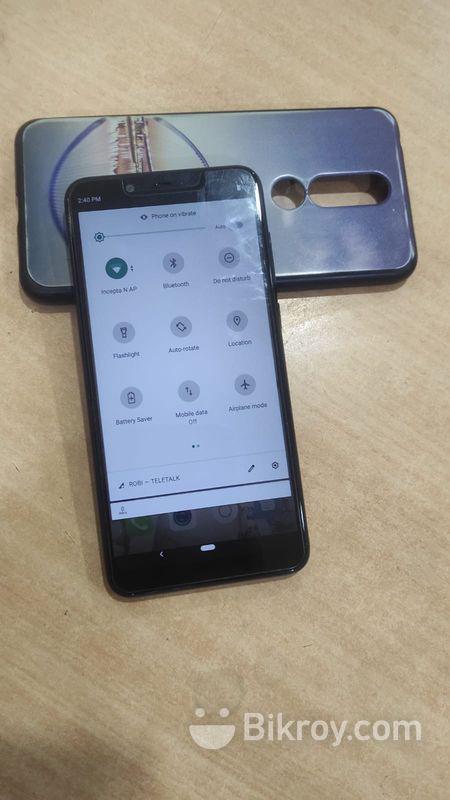 2:40 PM
Phone on vibrate
Auto
Incepta N AP
Bluetooth
Do not disturb
Flashlight
Auto-rotate
Location
Battery Saver
Mobile data
Off
Airplane mode
ROBI — TELETALK
Bikroy.com